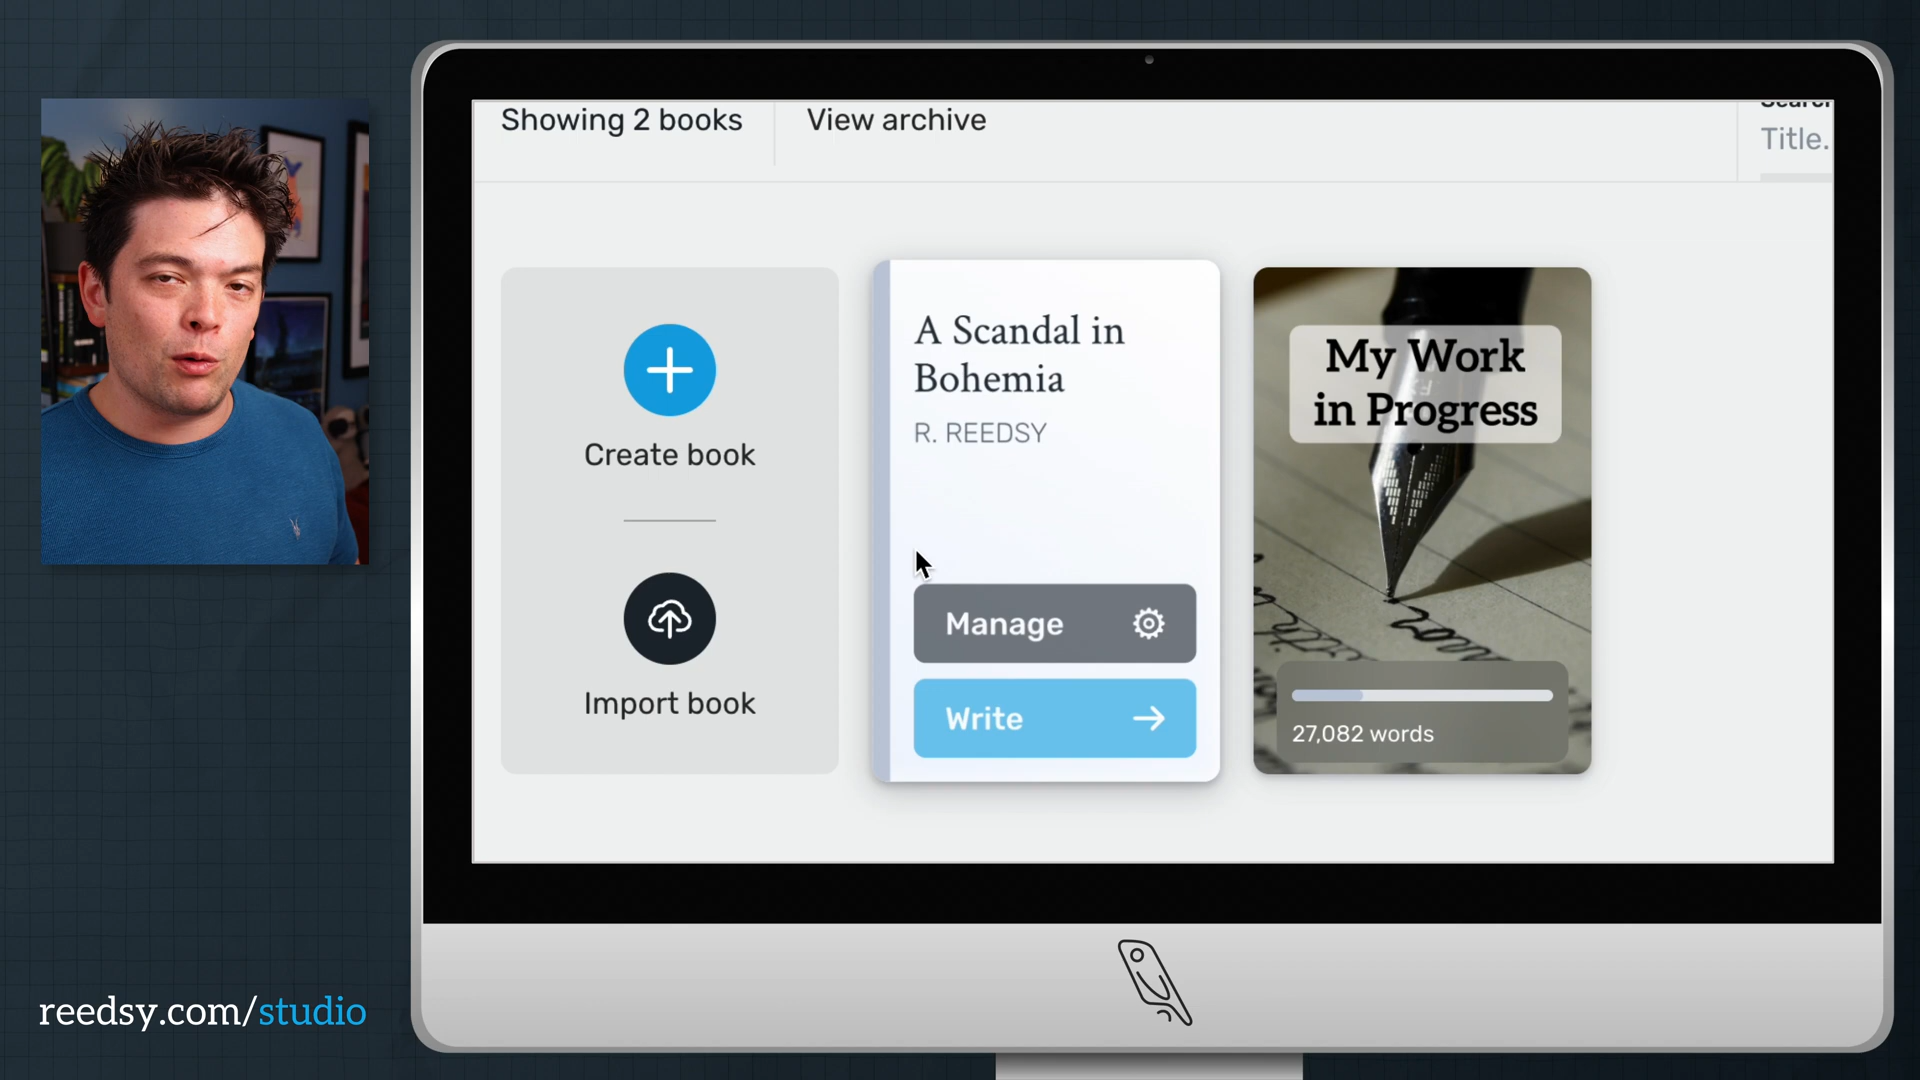 Showing 2 books
View archive
Search
Title.
Create book
Import book
A Scandal in
Bohemia
R. REEDSY
Manage
Write
My Work
in Progress
27,082 words
reedsy.com/studio